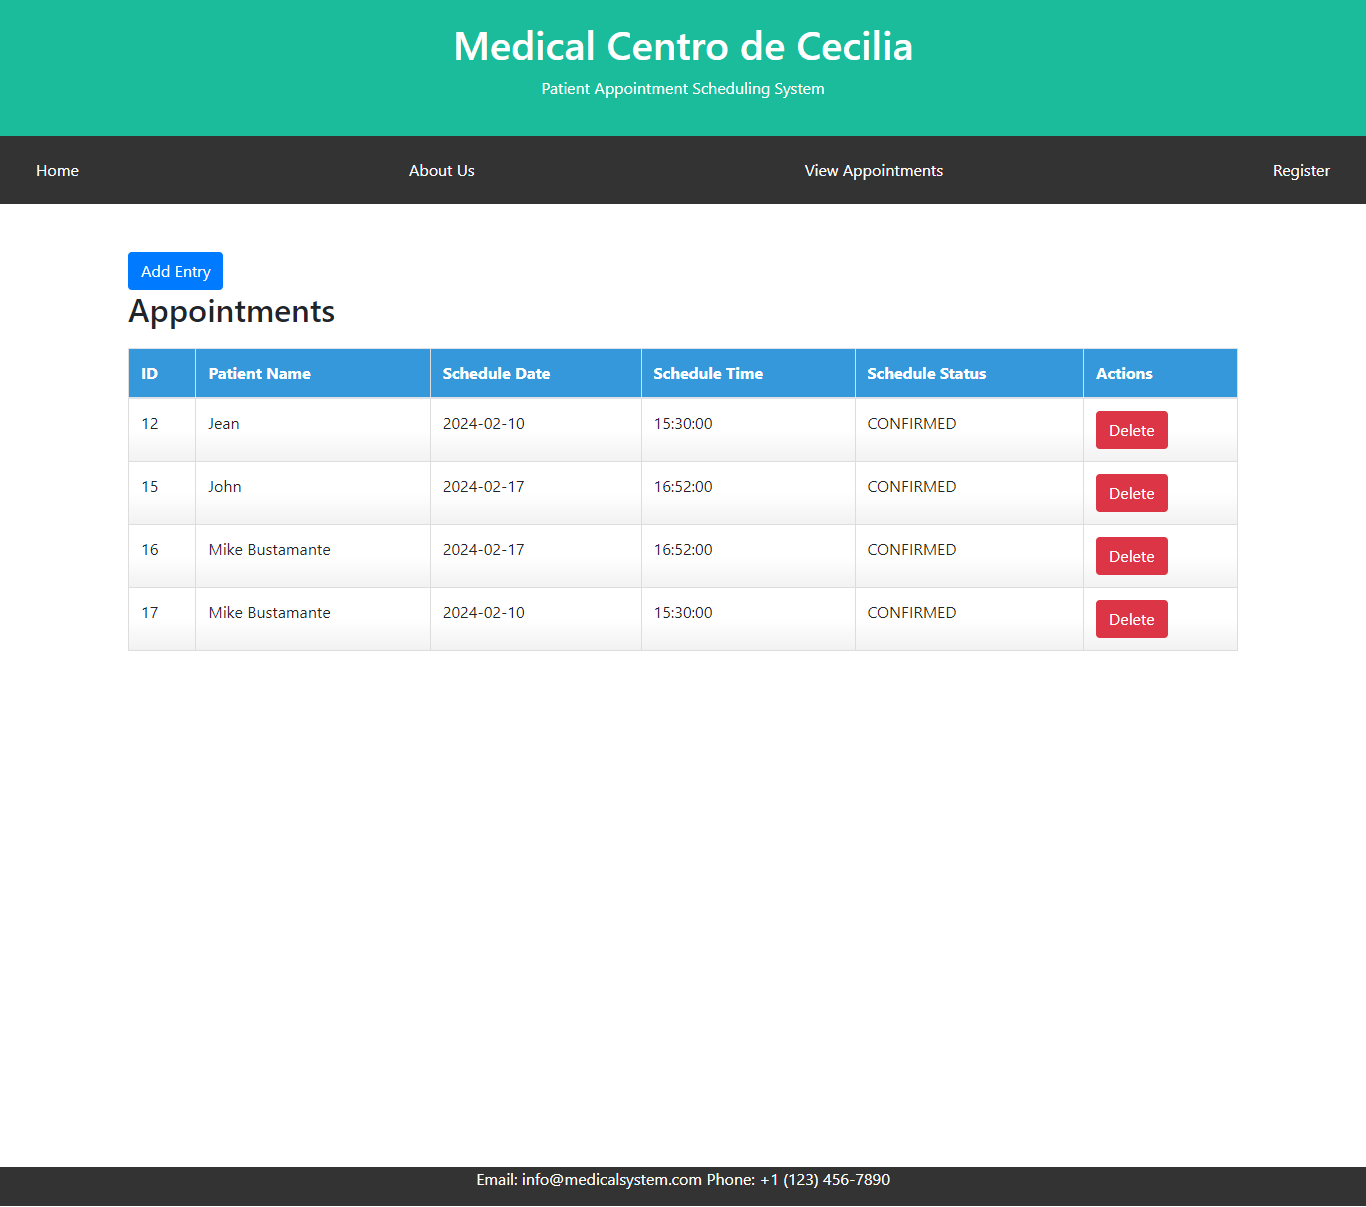 Medical Centro de Cecilia
Patient Appointment Scheduling System
Home About Us View Appointments Register
Add Entry
Appointments
ID Patient Name Schedule Date Schedule Time Schedule Status Actions
12 Jean 2024-02-10 15:30:00 CONFIRMED Delete
15 John 2024-02-17 16:52:00 CONFIRMED Delete
16 Mike Bustamante 2024-02-17 16:52:00 CONFIRMED Delete
17 Mike Bustamante 2024-02-10 15:30:00 CONFIRMED Delete
Email: info@medicalsystem.com Phone: +1 (123) 456-7890